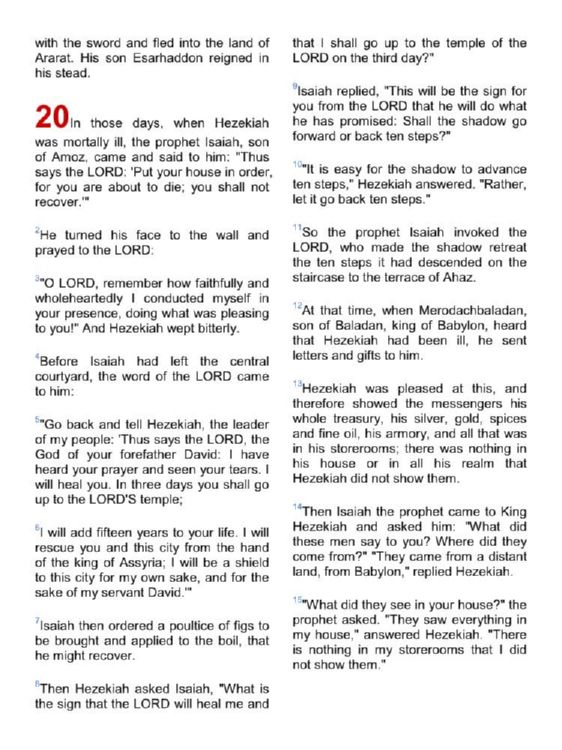 with the sword and fled into the land of
Ararat. His son Esarhaddon reigned in
his stead.
20In those days, when Hezekiah
was mortally ill, the prophet Isaiah, son
of Amoz, came and said to him: "Thus
says the LORD: 'Put your house in order,
for you are about to die; you shall not
recover.'"
2He turned his face to the wall and
prayed to the LORD:
3"O LORD, remember how faithfully and
wholeheartedly I conducted myself in
your presence, doing what was pleasing
to you!" And Hezekiah wept bitterly.
4Before Isaiah had left the central
courtyard, the word of the LORD came
to him:
5"Go back and tell Hezekiah, the leader
of my people: 'Thus says the LORD, the
God of your forefather David: I have
heard your prayer and seen your tears. I
will heal you. In three days you shall go
up to the LORD'S temple;
6I will add fifteen years to your life. I will
rescue you and this city from the hand
of the king of Assyria; I will be a shield
to this city for my own sake, and for the
sake of my servant David.'"
7Isaiah then ordered a poultice of figs to
be brought and applied to the boil, that
he might recover.
8Then Hezekiah asked Isaiah, "What is
the sign that the LORD will heal me and
that I shall go up to the temple of the
LORD on the third day?"
9Isaiah replied, "This will be the sign for
you from the LORD that he will do what
he has promised: Shall the shadow go
forward or back ten steps?"
10"It is easy for the shadow to advance
ten steps," Hezekiah answered. "Rather,
let it go back ten steps."
11So the prophet Isaiah invoked the
LORD, who made the shadow retreat
the ten steps it had descended on the
staircase to the terrace of Ahaz.
12At that time, when Merodachbaladan,
son of Baladan, king of Babylon, heard
that Hezekiah had been ill, he sent
letters and gifts to him.
13Hezekiah was pleased at this, and
therefore showed the messengers his
whole treasury, his silver, gold, spices
and fine oil, his armory, and all that was
in his storerooms; there was nothing in
his house or in all his realm that
Hezekiah did not show them.
14Then Isaiah the prophet came to King
Hezekiah and asked him: "What did
these men say to you? Where did they
come from?" "They came from a distant
land, from Babylon," replied Hezekiah.
15"What did they see in your house?" the
prophet asked. "They saw everything in
my house," answered Hezekiah. "There
is nothing in my storerooms that I did
not show them."